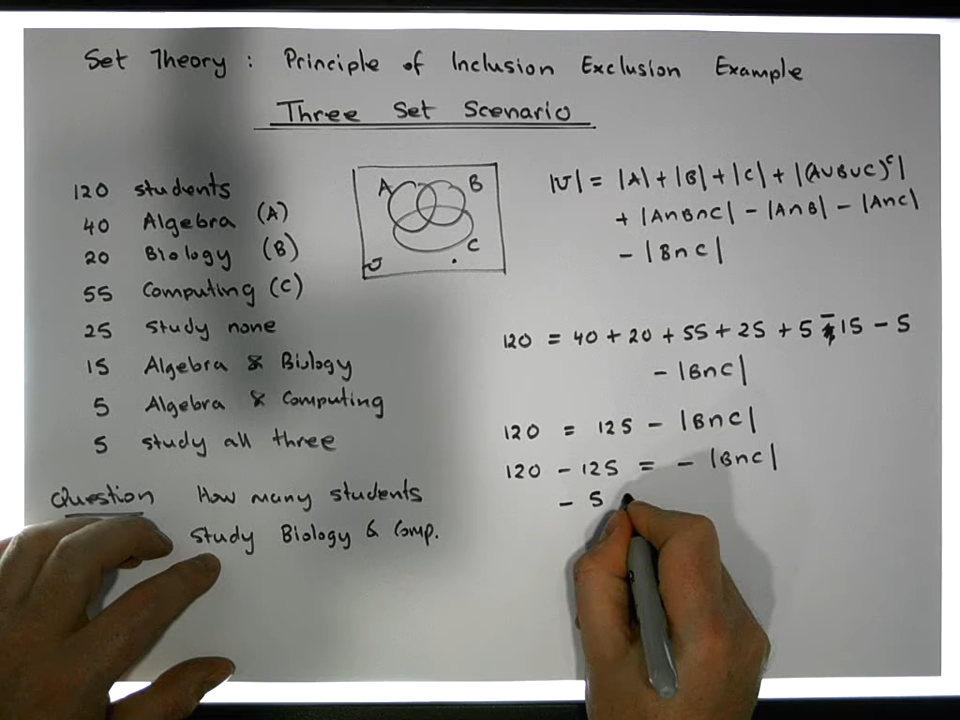 Set Theory : Principle of Inclusion Exclusion Example
Three Set Scenario
120 students
40 Algebra (A)
20 Biology (B)
55 Computing (C)
25 study none
15 Algebra & Biology
5 Algebra & Computing
5 study all three
Question How many students
study Biology & Comp.
A B
C
U
|U| = |A| + |B| + |C| + |(A∪B∪C)ᶜ|
+ |A∩B∩C| - |A∩B| - |A∩C|
- |B∩C|
120 = 40 + 20 + 55 + 25 + 5 - 15 - 5
- |B∩C|
120 = 125 - |B∩C|
120 - 125 = - |B∩C|
- 5